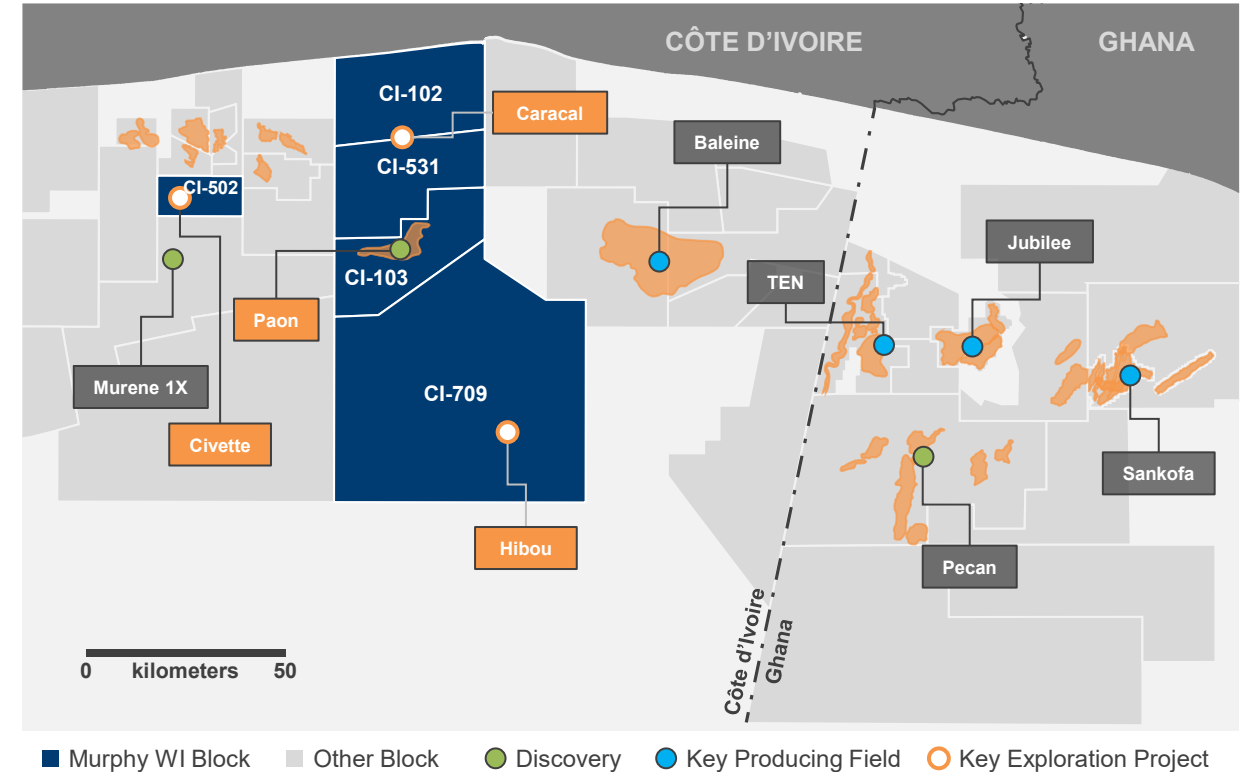 CÔTE D'IVOIRE
GHANA
CI-102
Caracal
CI-531
Baleine
CI-502
Jubilee
CI-103
TEN
Paon
Murene 1X
CI-709
Civette
Sankofa
Hibou
Pecan
Côte d'Ivoire
Ghana
0 kilometers 50
Murphy WI Block Other Block Discovery Key Producing Field Key Exploration Project